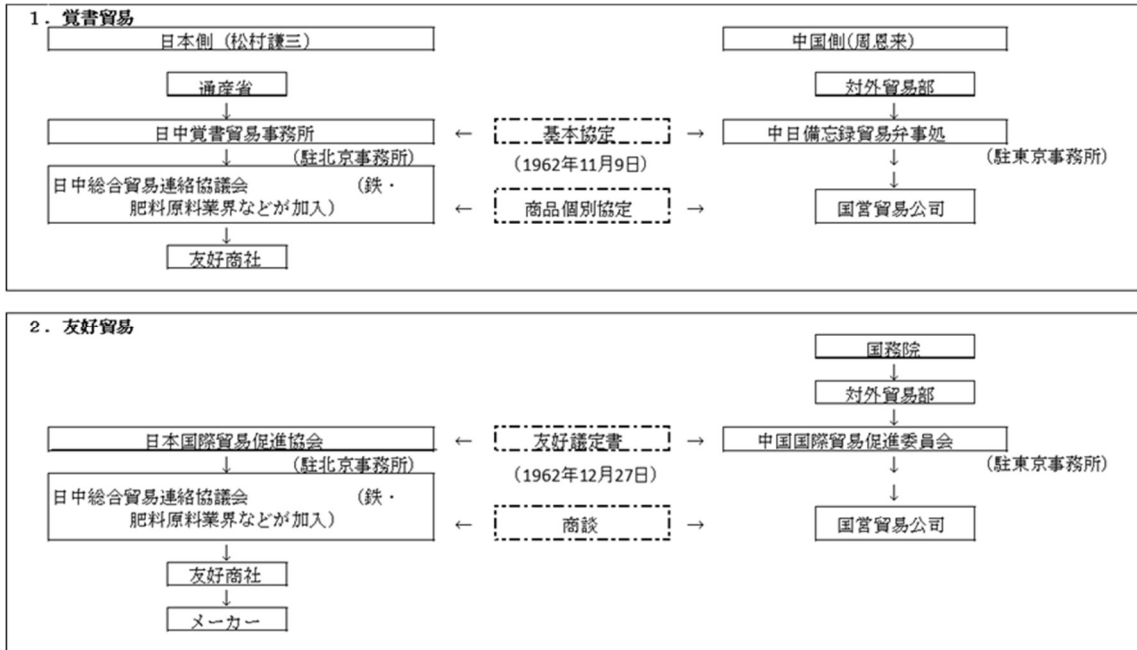 １．覚書貿易
日本側（松村謙三）
中国側(周恩来)
通産省
対外貿易部
↓
↓
日中覚書貿易事務所
←
基本協定
→
中日備忘録貿易弁事処
↓
(駐北京事務所)
（1962年11月9日）
↓
(駐東京事務所)
日中総合貿易連絡協議会　（鉄・
肥料原料業界などが加入）
←
商品個別協定
→
↓
国営貿易公司
↓
友好商社
２．友好貿易
国務院
↓
対外貿易部
↓
日本国際貿易促進協会
←
友好議定書
→
中国国際貿易促進委員会
↓
(駐北京事務所)
（1962年12月27日）
↓
(駐東京事務所)
日中総合貿易連絡協議会　（鉄・
肥料原料業界などが加入）
←
商談
→
↓
国営貿易公司
↓
友好商社
↓
メーカー